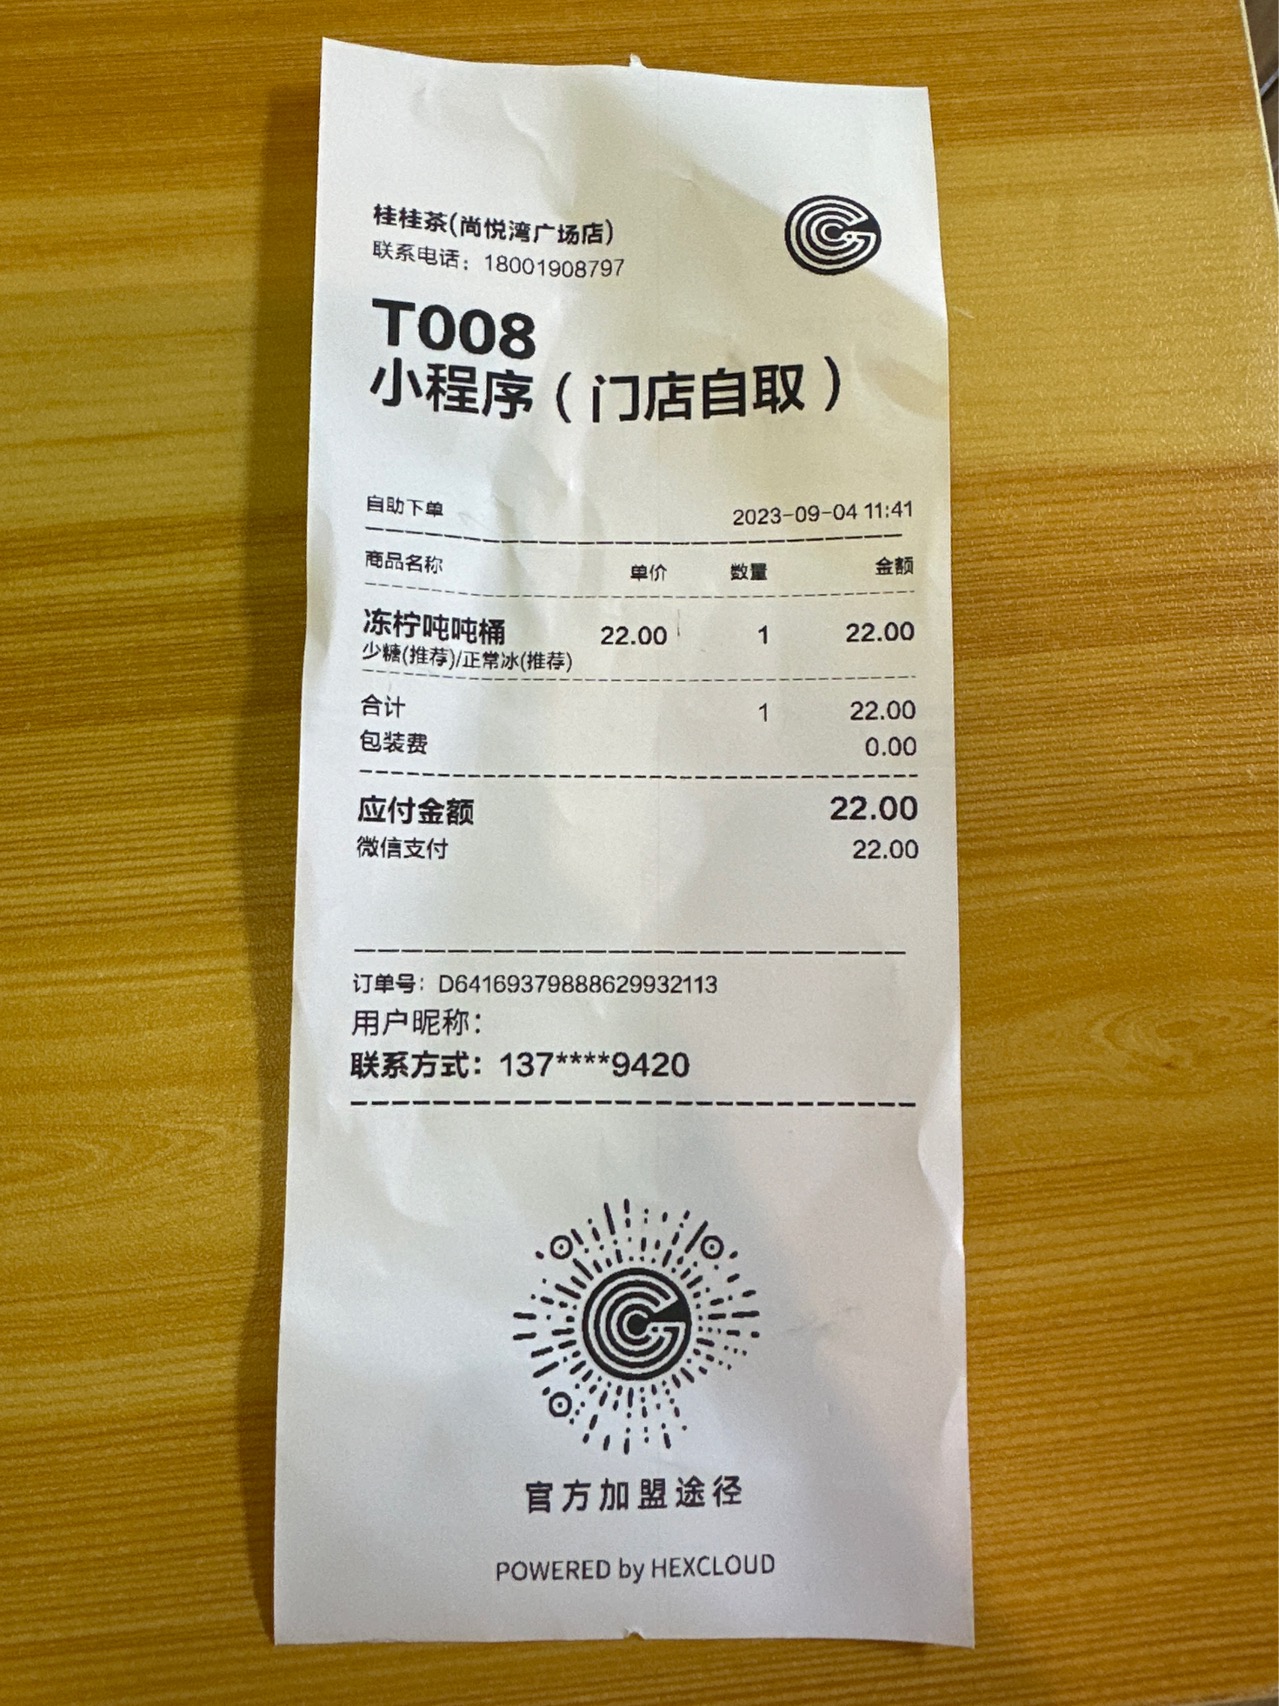 桂桂茶(尚悦湾广场店)
联系电话：18001908797
T008
小程序（门店自取）
自助下单 2023-09-04 11:41
商品名称 单价 数量 金额
冻柠吨吨桶 22.00 1 22.00
少糖(推荐)/正常冰(推荐)
合计 1 22.00
包装费 0.00
应付金额 22.00
微信支付 22.00
订单号：D64169379888629932113
用户昵称：
联系方式：137****9420
官方加盟途径
POWERED by HEXCLOUD